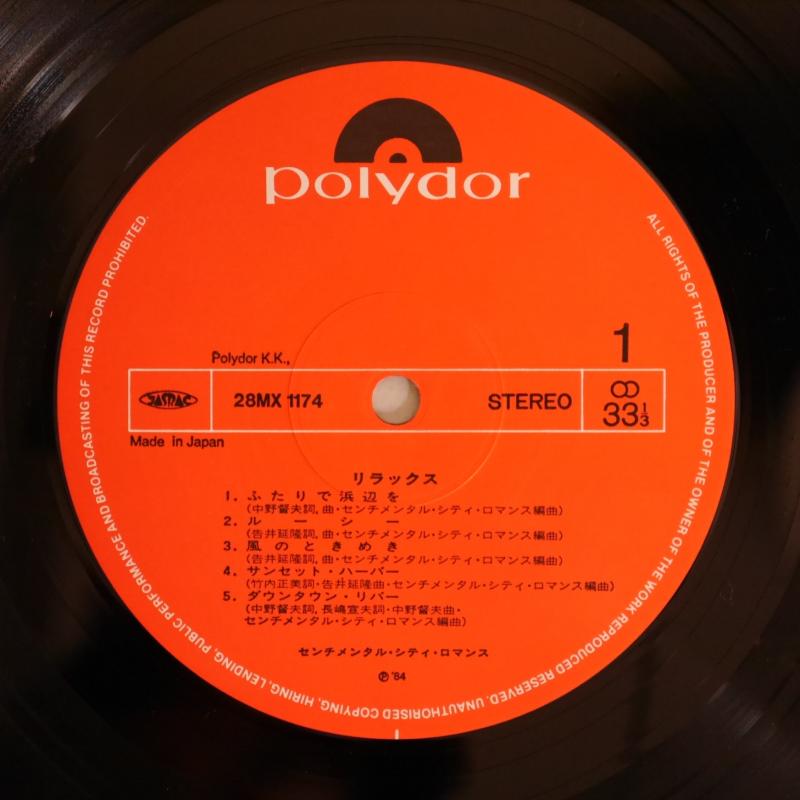 polydor
Polydor K.K.,
1
JASRAC
28MX 1174
STEREO
33⅓
Made in Japan
リラックス
1. ふたりで浜辺を
(中野督夫詞, 曲・センチメンタル・シティ・ロマンス編曲)
2. ルーシー
(告井延隆詞, 曲・センチメンタル・シティ・ロマンス編曲)
3. 風のときめき
(告井延隆詞, 曲・センチメンタル・シティ・ロマンス編曲)
4. サンセット・ハーバー
(竹内正美詞・告井延隆曲・センチメンタル・シティ・ロマンス編曲)
5. ダウンタウン・リバー
(中野督夫詞, 長嶋宣夫詞・中野督夫曲・
センチメンタル・シティ・ロマンス編曲)
センチメンタル・シティ・ロマンス
℗ '84
ALL RIGHTS OF THE PRODUCER AND OF THE OWNER OF THE WORK REPRODUCED RESERVED. UNAUTHORISED COPYING, HIRING, LENDING, PUBLIC PERFORMANCE AND BROADCASTING OF THIS RECORD PROHIBITED.